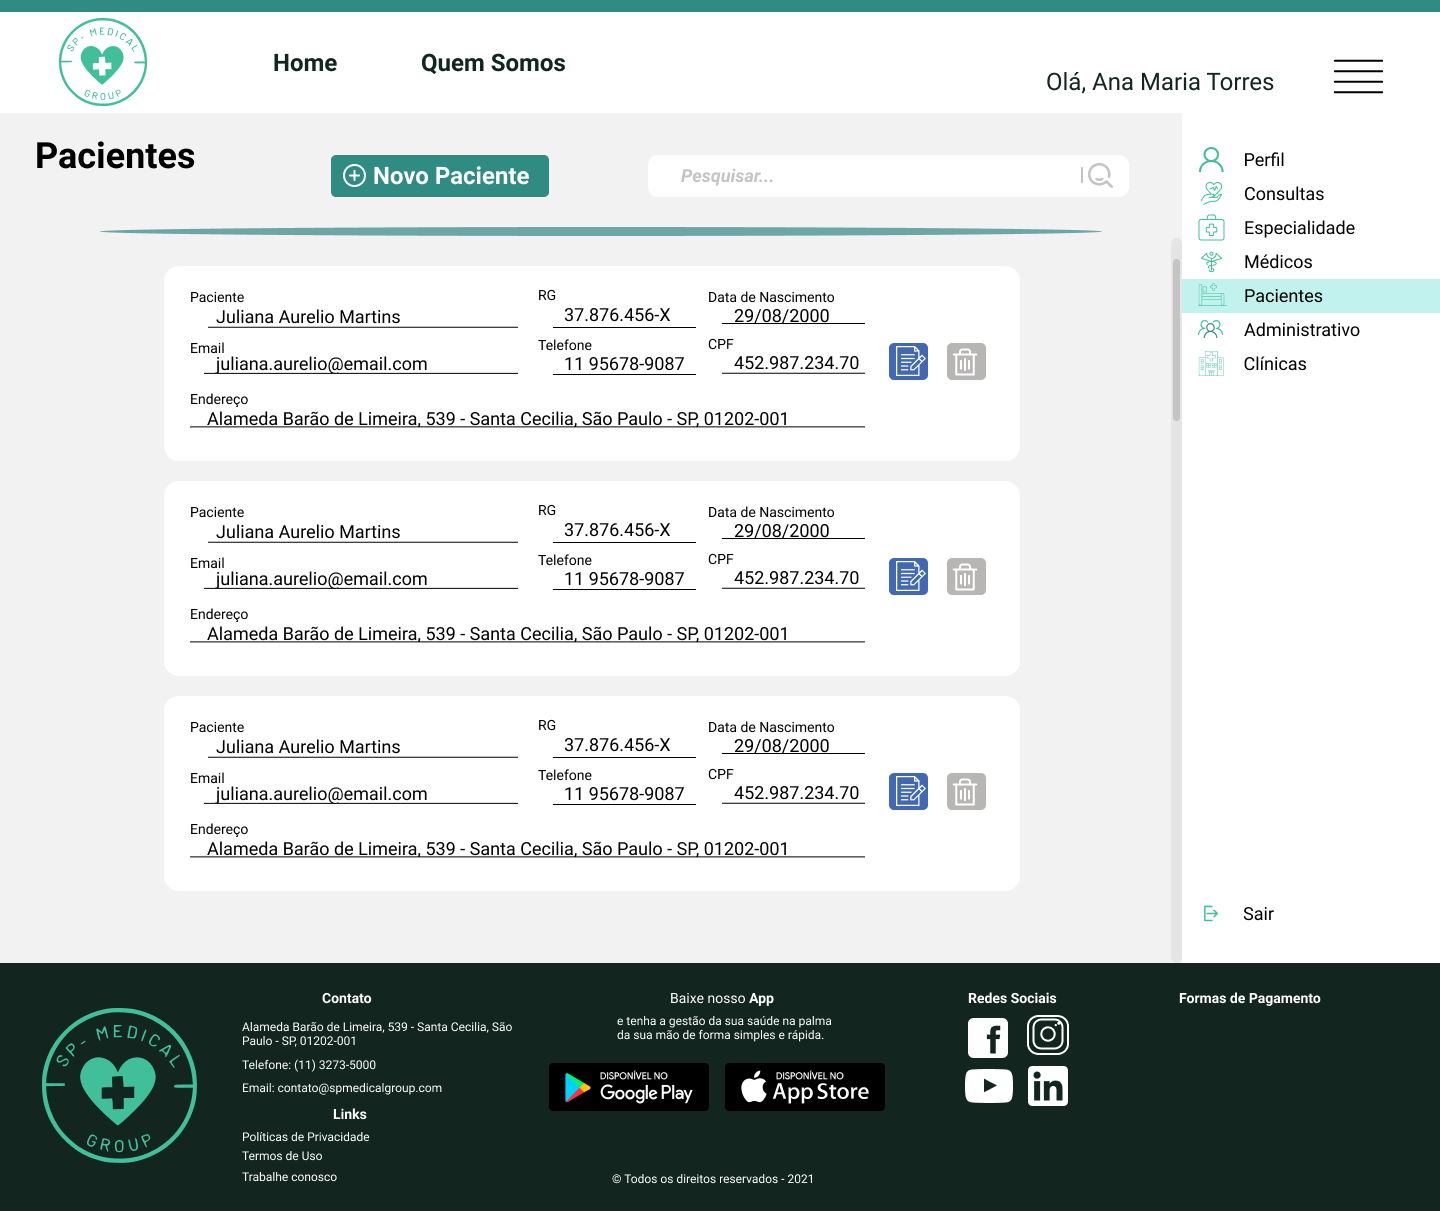 SP- MEDICAL GROUP
Home
Quem Somos
Olá, Ana Maria Torres
Pacientes
Novo Paciente
Pesquisar...
Perfil
Consultas
Especialidade
Médicos
Pacientes
Administrativo
Clínicas
Sair
Paciente
Juliana Aurelio Martins
RG
37.876.456-X
Data de Nascimento
29/08/2000
Email
juliana.aurelio@email.com
Telefone
11 95678-9087
CPF
452.987.234.70
Endereço
Alameda Barão de Limeira, 539 - Santa Cecilia, São Paulo - SP, 01202-001
Paciente
Juliana Aurelio Martins
RG
37.876.456-X
Data de Nascimento
29/08/2000
Email
juliana.aurelio@email.com
Telefone
11 95678-9087
CPF
452.987.234.70
Endereço
Alameda Barão de Limeira, 539 - Santa Cecilia, São Paulo - SP, 01202-001
Paciente
Juliana Aurelio Martins
RG
37.876.456-X
Data de Nascimento
29/08/2000
Email
juliana.aurelio@email.com
Telefone
11 95678-9087
CPF
452.987.234.70
Endereço
Alameda Barão de Limeira, 539 - Santa Cecilia, São Paulo - SP, 01202-001
SP- MEDICAL GROUP
Contato
Alameda Barão de Limeira, 539 - Santa Cecilia, São
Paulo - SP, 01202-001
Telefone: (11) 3273-5000
Email: contato@spmedicalgroup.com
Links
Políticas de Privacidade
Termos de Uso
Trabalhe conosco
Baixe nosso App
e tenha a gestão da sua saúde na palma
da sua mão de forma simples e rápida.
DISPONÍVEL NO
Google Play
DISPONÍVEL NO
App Store
© Todos os direitos reservados - 2021
Redes Sociais
Formas de Pagamento